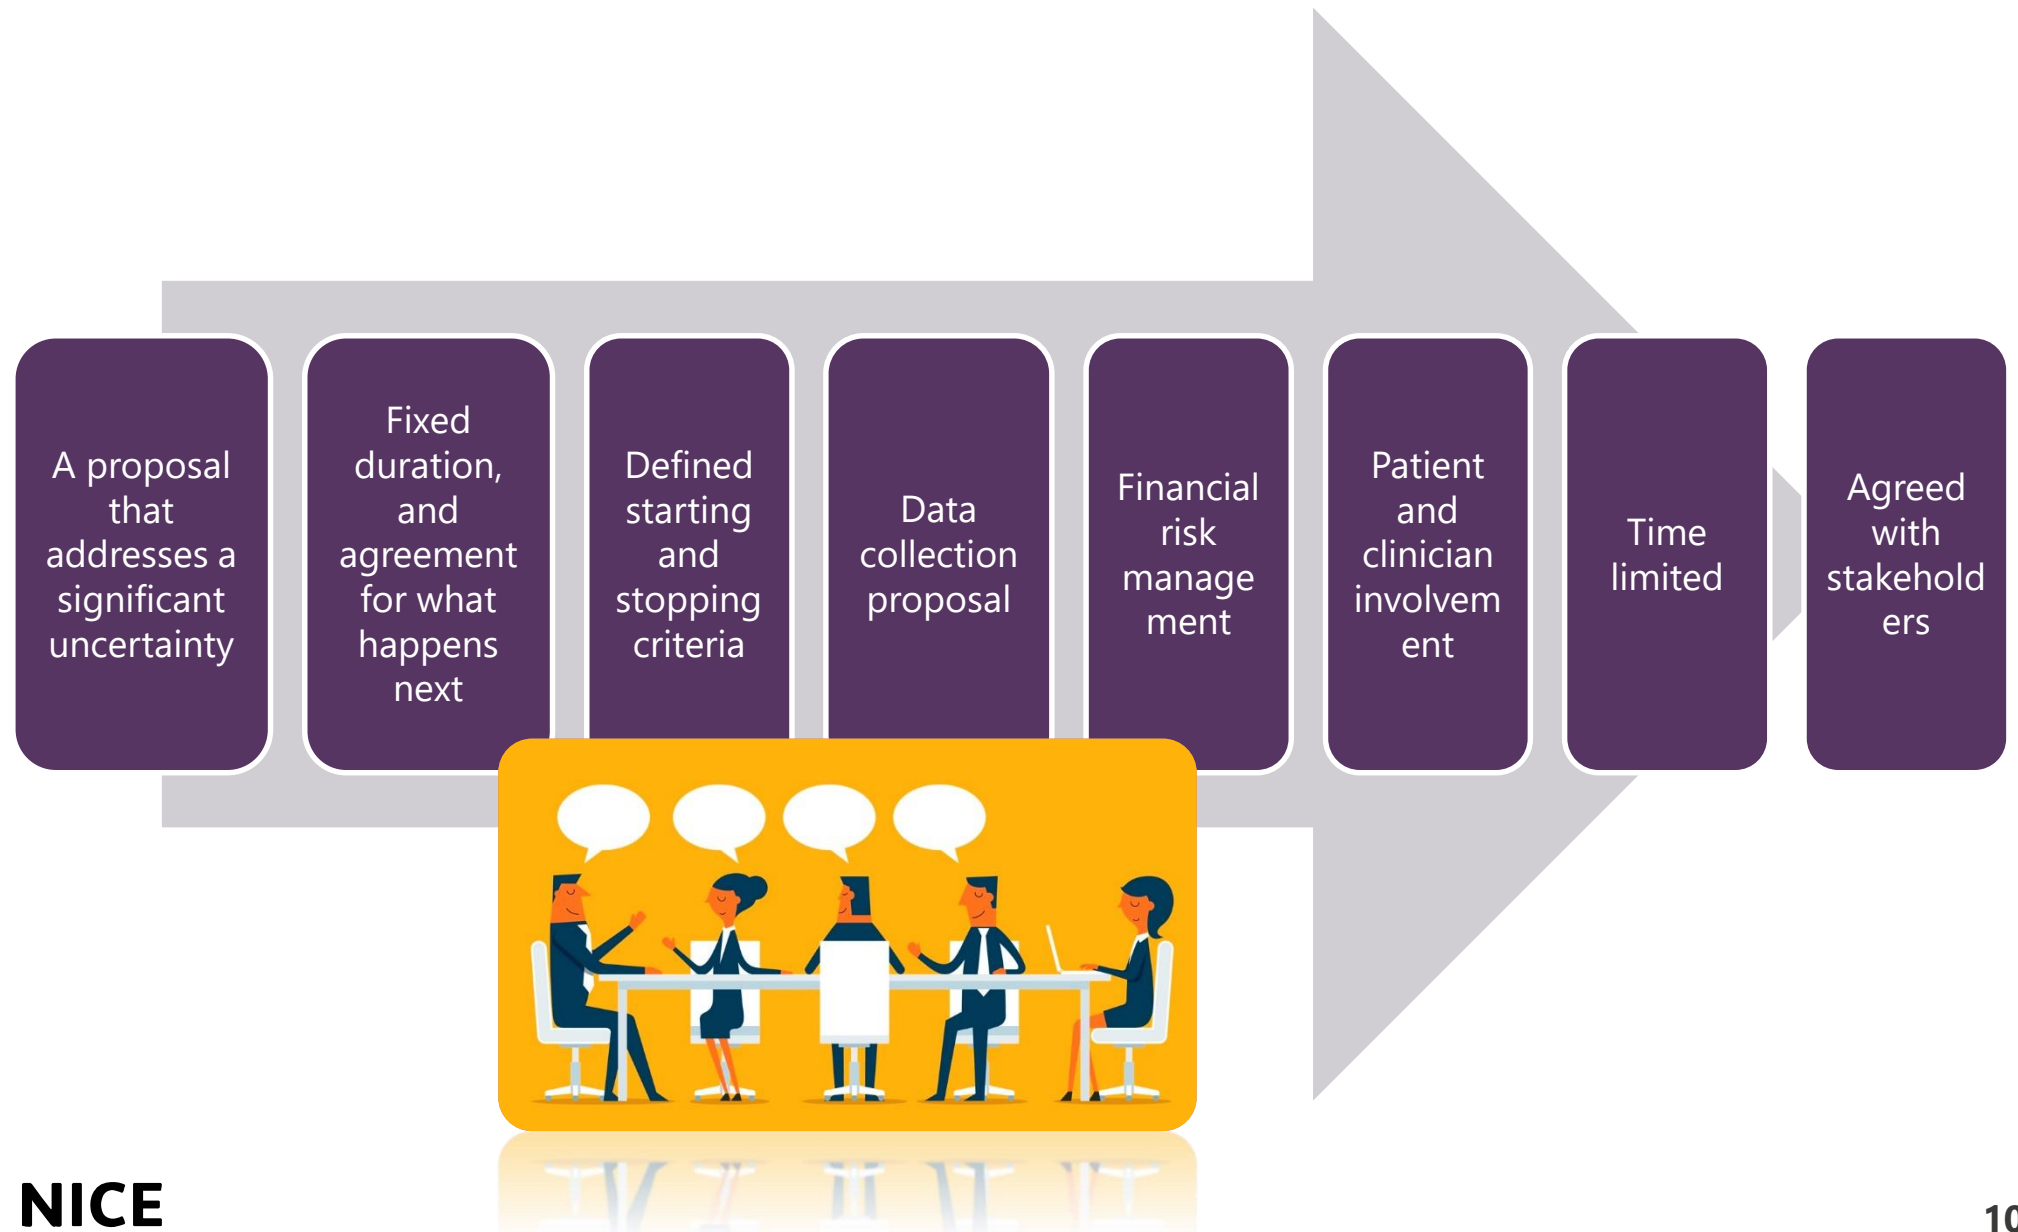 A proposal
that
addresses a
significant
uncertainty
Fixed
duration,
and
agreement
for what
happens
next
Defined
starting
and
stopping
criteria
Data
collection
proposal
Financial
risk
manage
ment
Patient
and
clinician
involvem
ent
Time
limited
Agreed
with
stakehold
ers
NICE
10